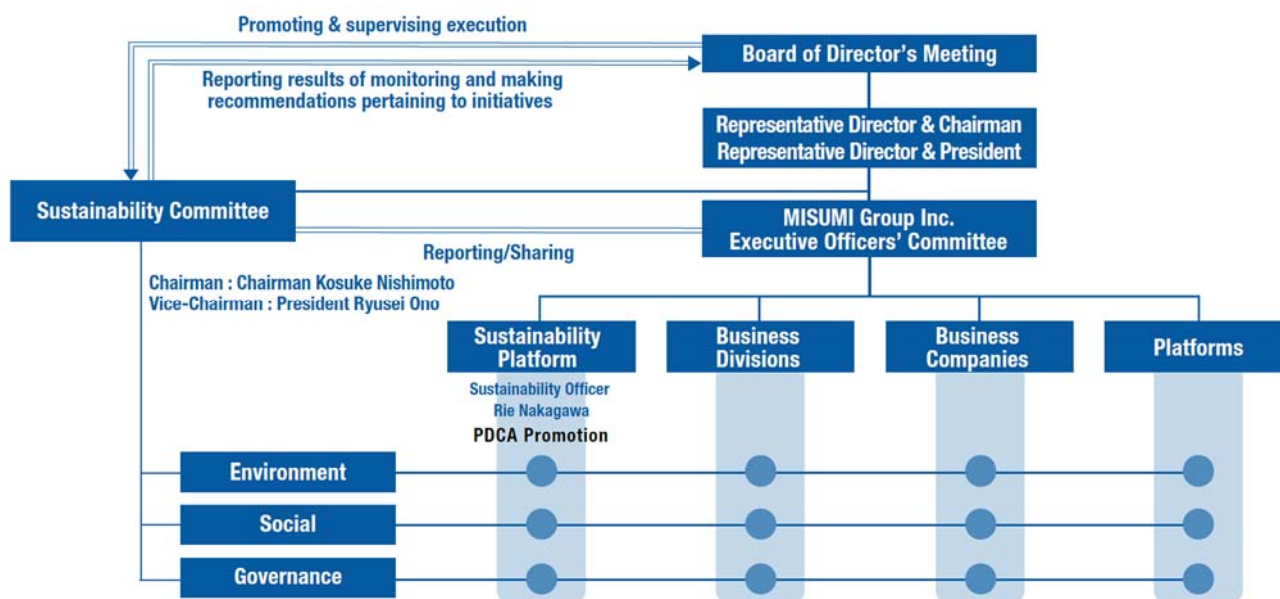 Promoting & supervising execution
Board of Director's Meeting
Reporting results of monitoring and making
recommendations pertaining to initiatives
Representative Director & Chairman
Representative Director & President
Sustainability Committee
MISUMI Group Inc.
Executive Officers' Committee
Reporting/Sharing
Chairman : Chairman Kosuke Nishimoto
Vice-Chairman : President Ryusei Ono
Sustainability
Platform
Business
Divisions
Business
Companies
Platforms
Sustainability Officer
Rie Nakagawa
PDCA Promotion
Environment
Social
Governance